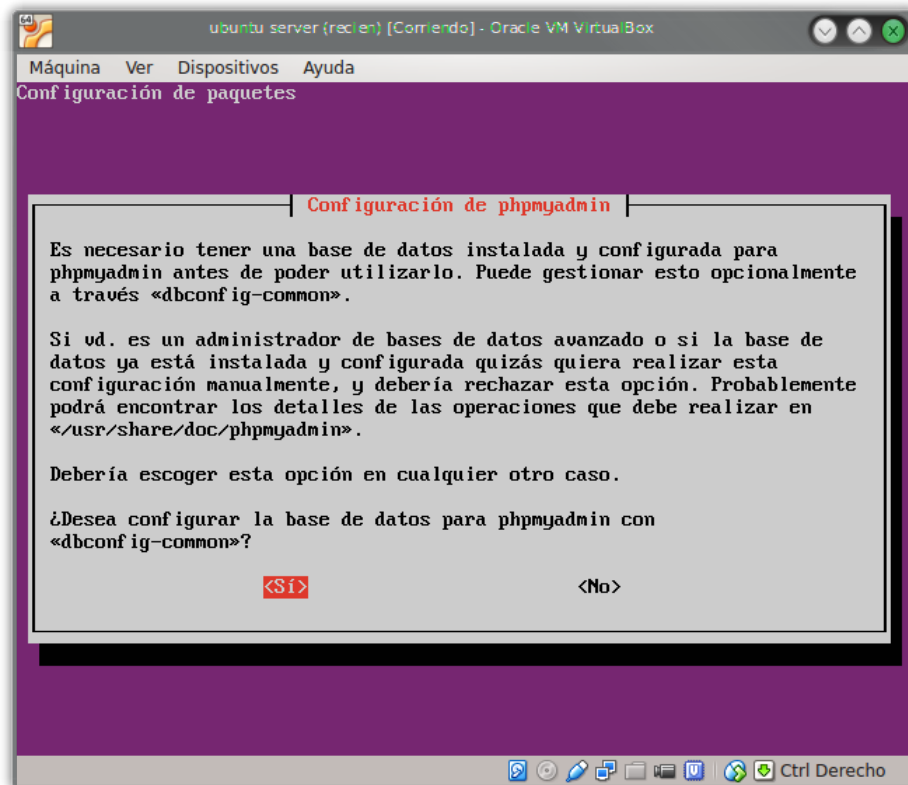 64
ubuntu server (recien) [Corriendo] - Oracle VM VirtualBox
Máquina Ver Dispositivos Ayuda
Configuración de paquetes
Configuración de phpmyadmin
Es necesario tener una base de datos instalada y configurada para
phpmyadmin antes de poder utilizarlo. Puede gestionar esto opcionalmente
a través «dbconfig-common».
Si vd. es un administrador de bases de datos avanzado o si la base de
datos ya está instalada y configurada quizás quiera realizar esta
configuración manualmente, y debería rechazar esta opción. Probablemente
podrá encontrar los detalles de las operaciones que debe realizar en
«/usr/share/doc/phpmyadmin».
Debería escoger esta opción en cualquier otro caso.
¿Desea configurar la base de datos para phpmyadmin con
«dbconfig-common»?
<Sí> <No>
Ctrl Derecho